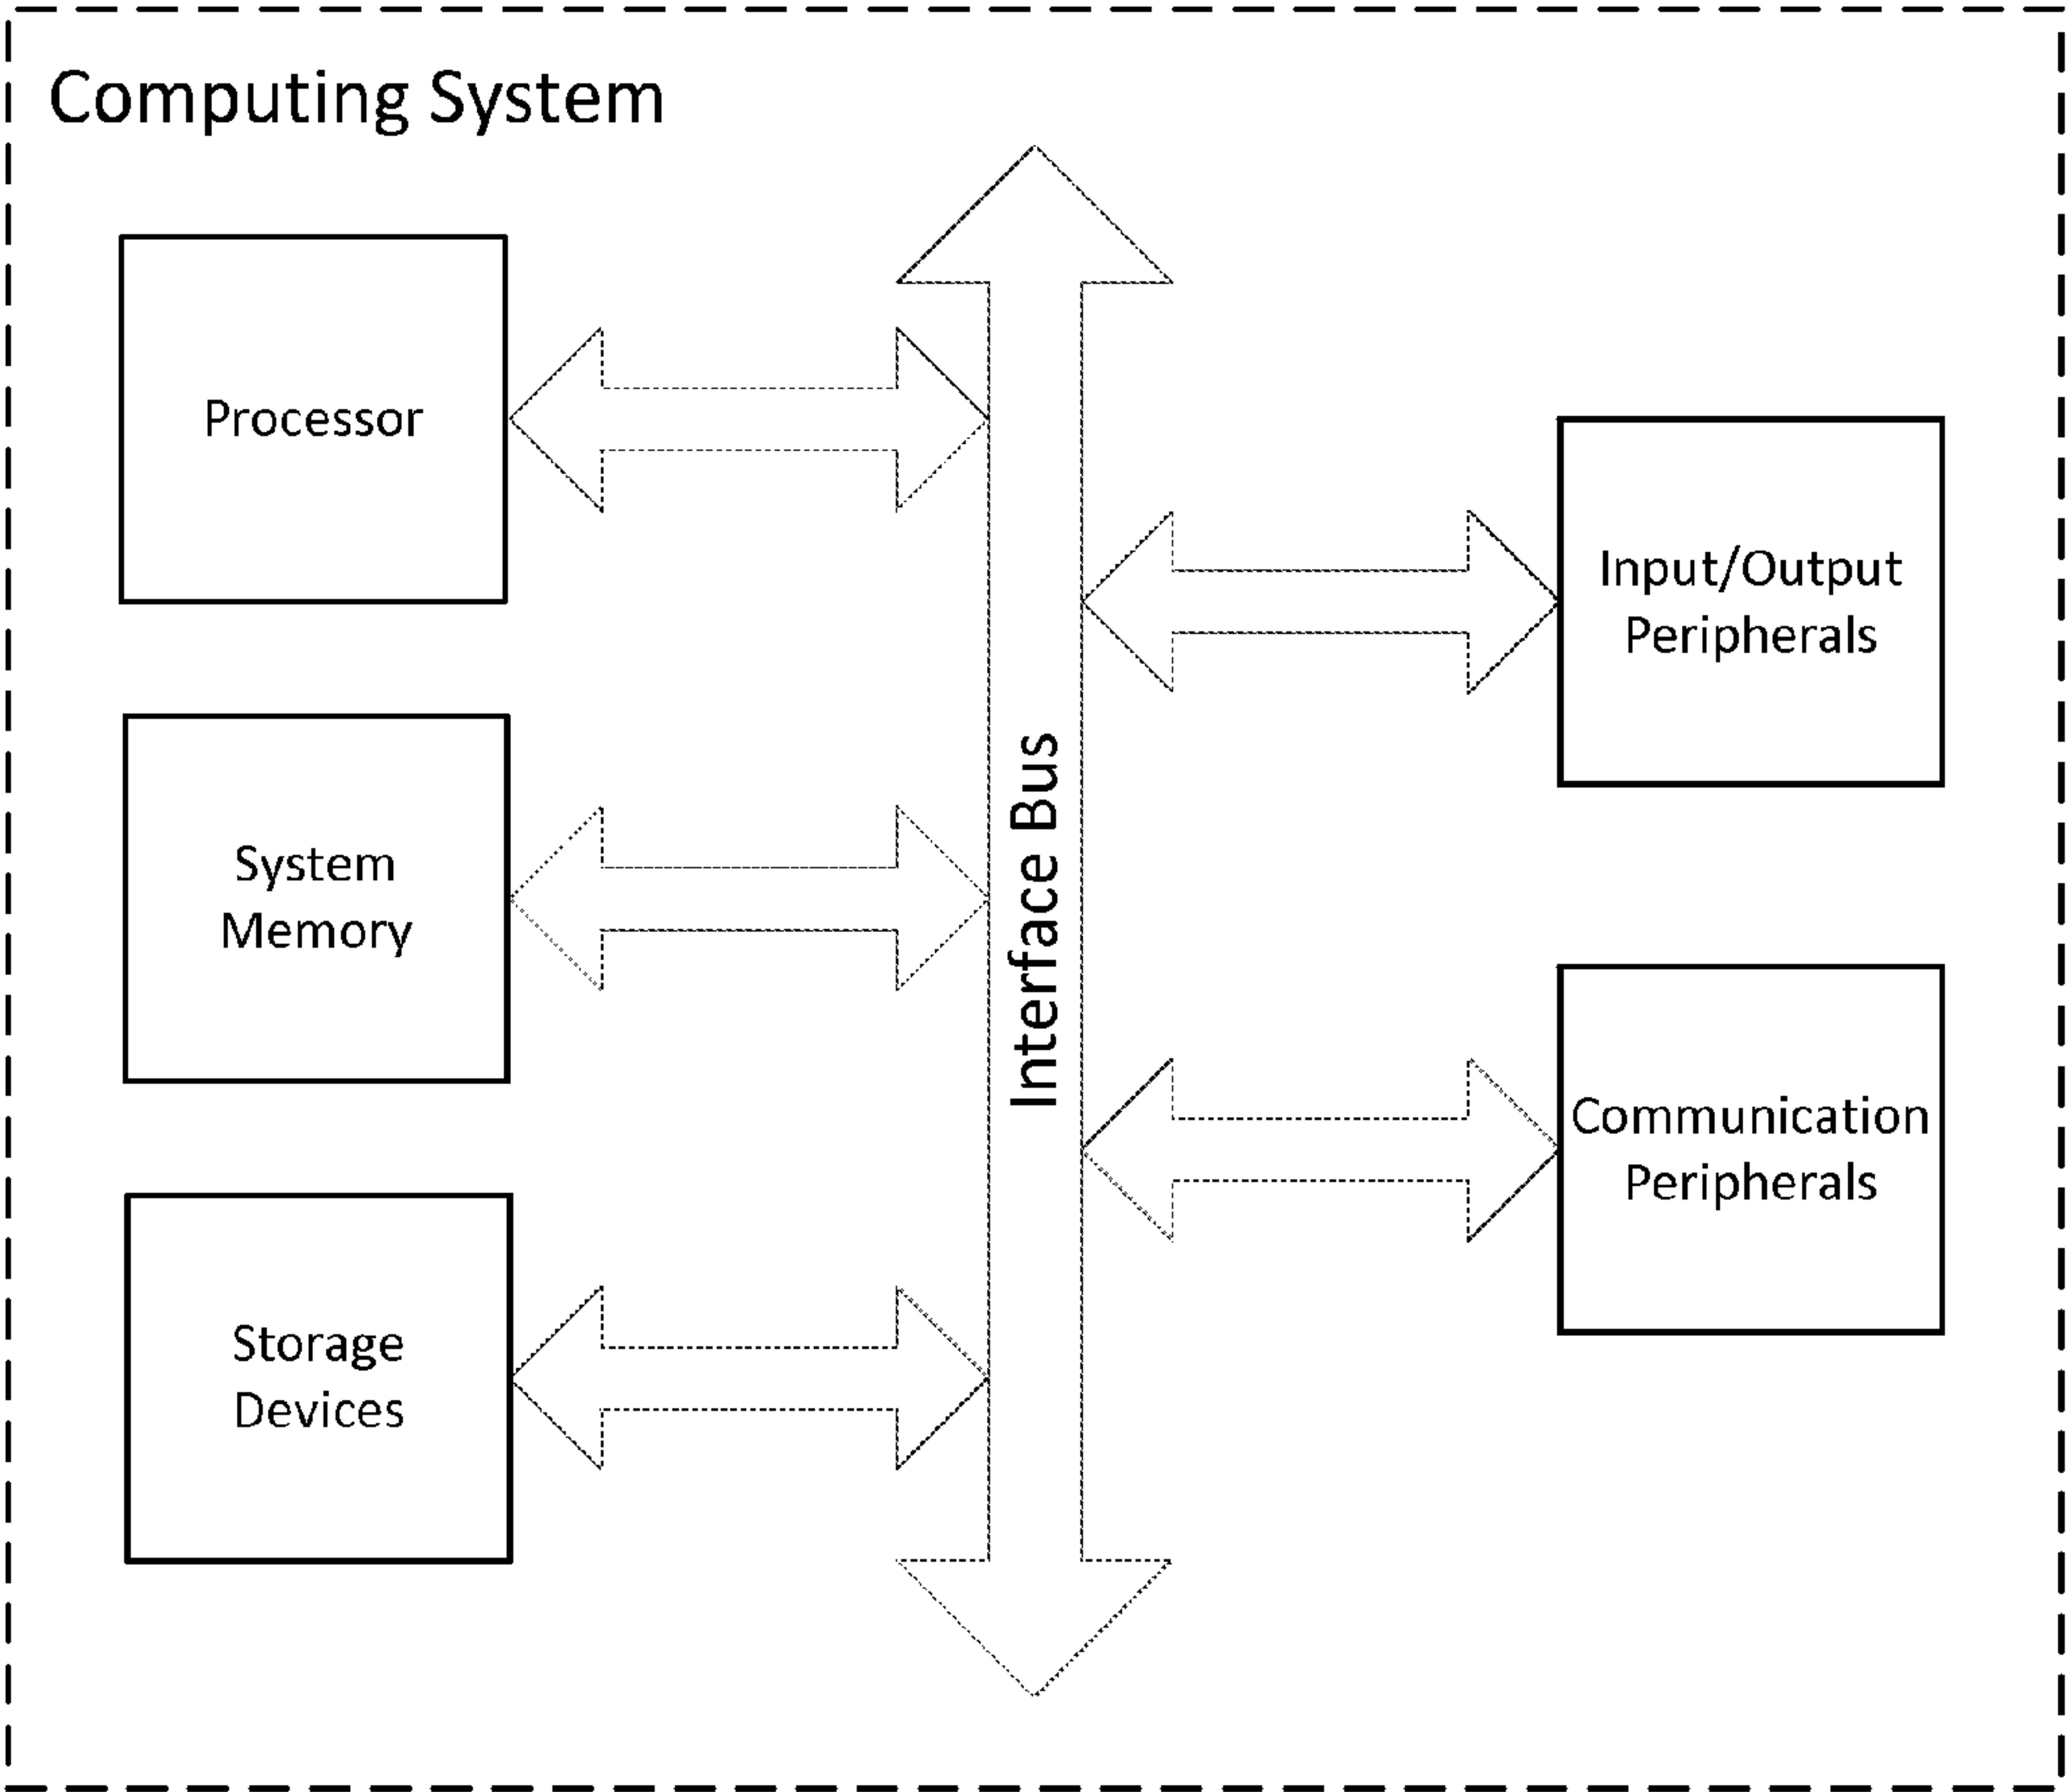 Computing System
Processor
System
Memory
Storage
Devices
Interface Bus
Input/Output
Peripherals
Communication
Peripherals